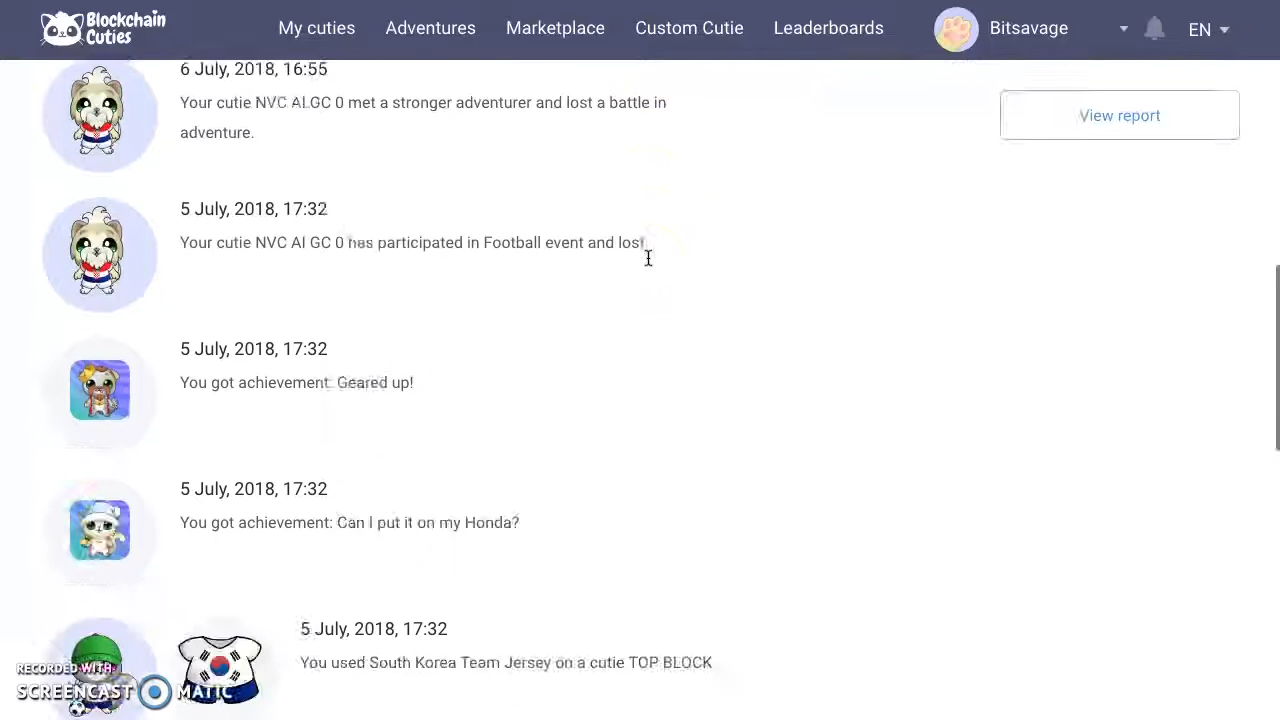 Blockchain Cuties
My cuties Adventures Marketplace Custom Cutie Leaderboards Bitsavage EN
6 July, 2018, 16:55
Your cutie NVC AI GC 0 met a stronger adventurer and lost a battle in
adventure.
View report
5 July, 2018, 17:32
Your cutie NVC AI GC 0 has participated in Football event and lost
5 July, 2018, 17:32
You got achievement: Geared up!
5 July, 2018, 17:32
You got achievement: Can I put it on my Honda?
5 July, 2018, 17:32
You used South Korea Team Jersey on a cutie TOP BLOCK
RECORDED WITH
SCREENCAST MATIC